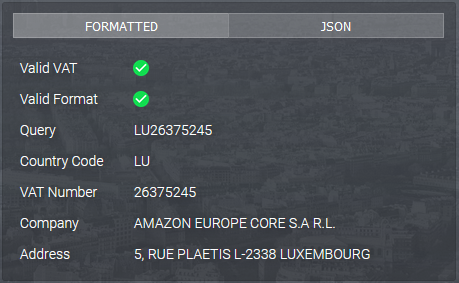 FORMATTED JSON
Valid VAT
Valid Format
Query LU26375245
Country Code LU
VAT Number 26375245
Company AMAZON EUROPE CORE S.A R.L.
Address 5, RUE PLAETIS L-2338 LUXEMBOURG